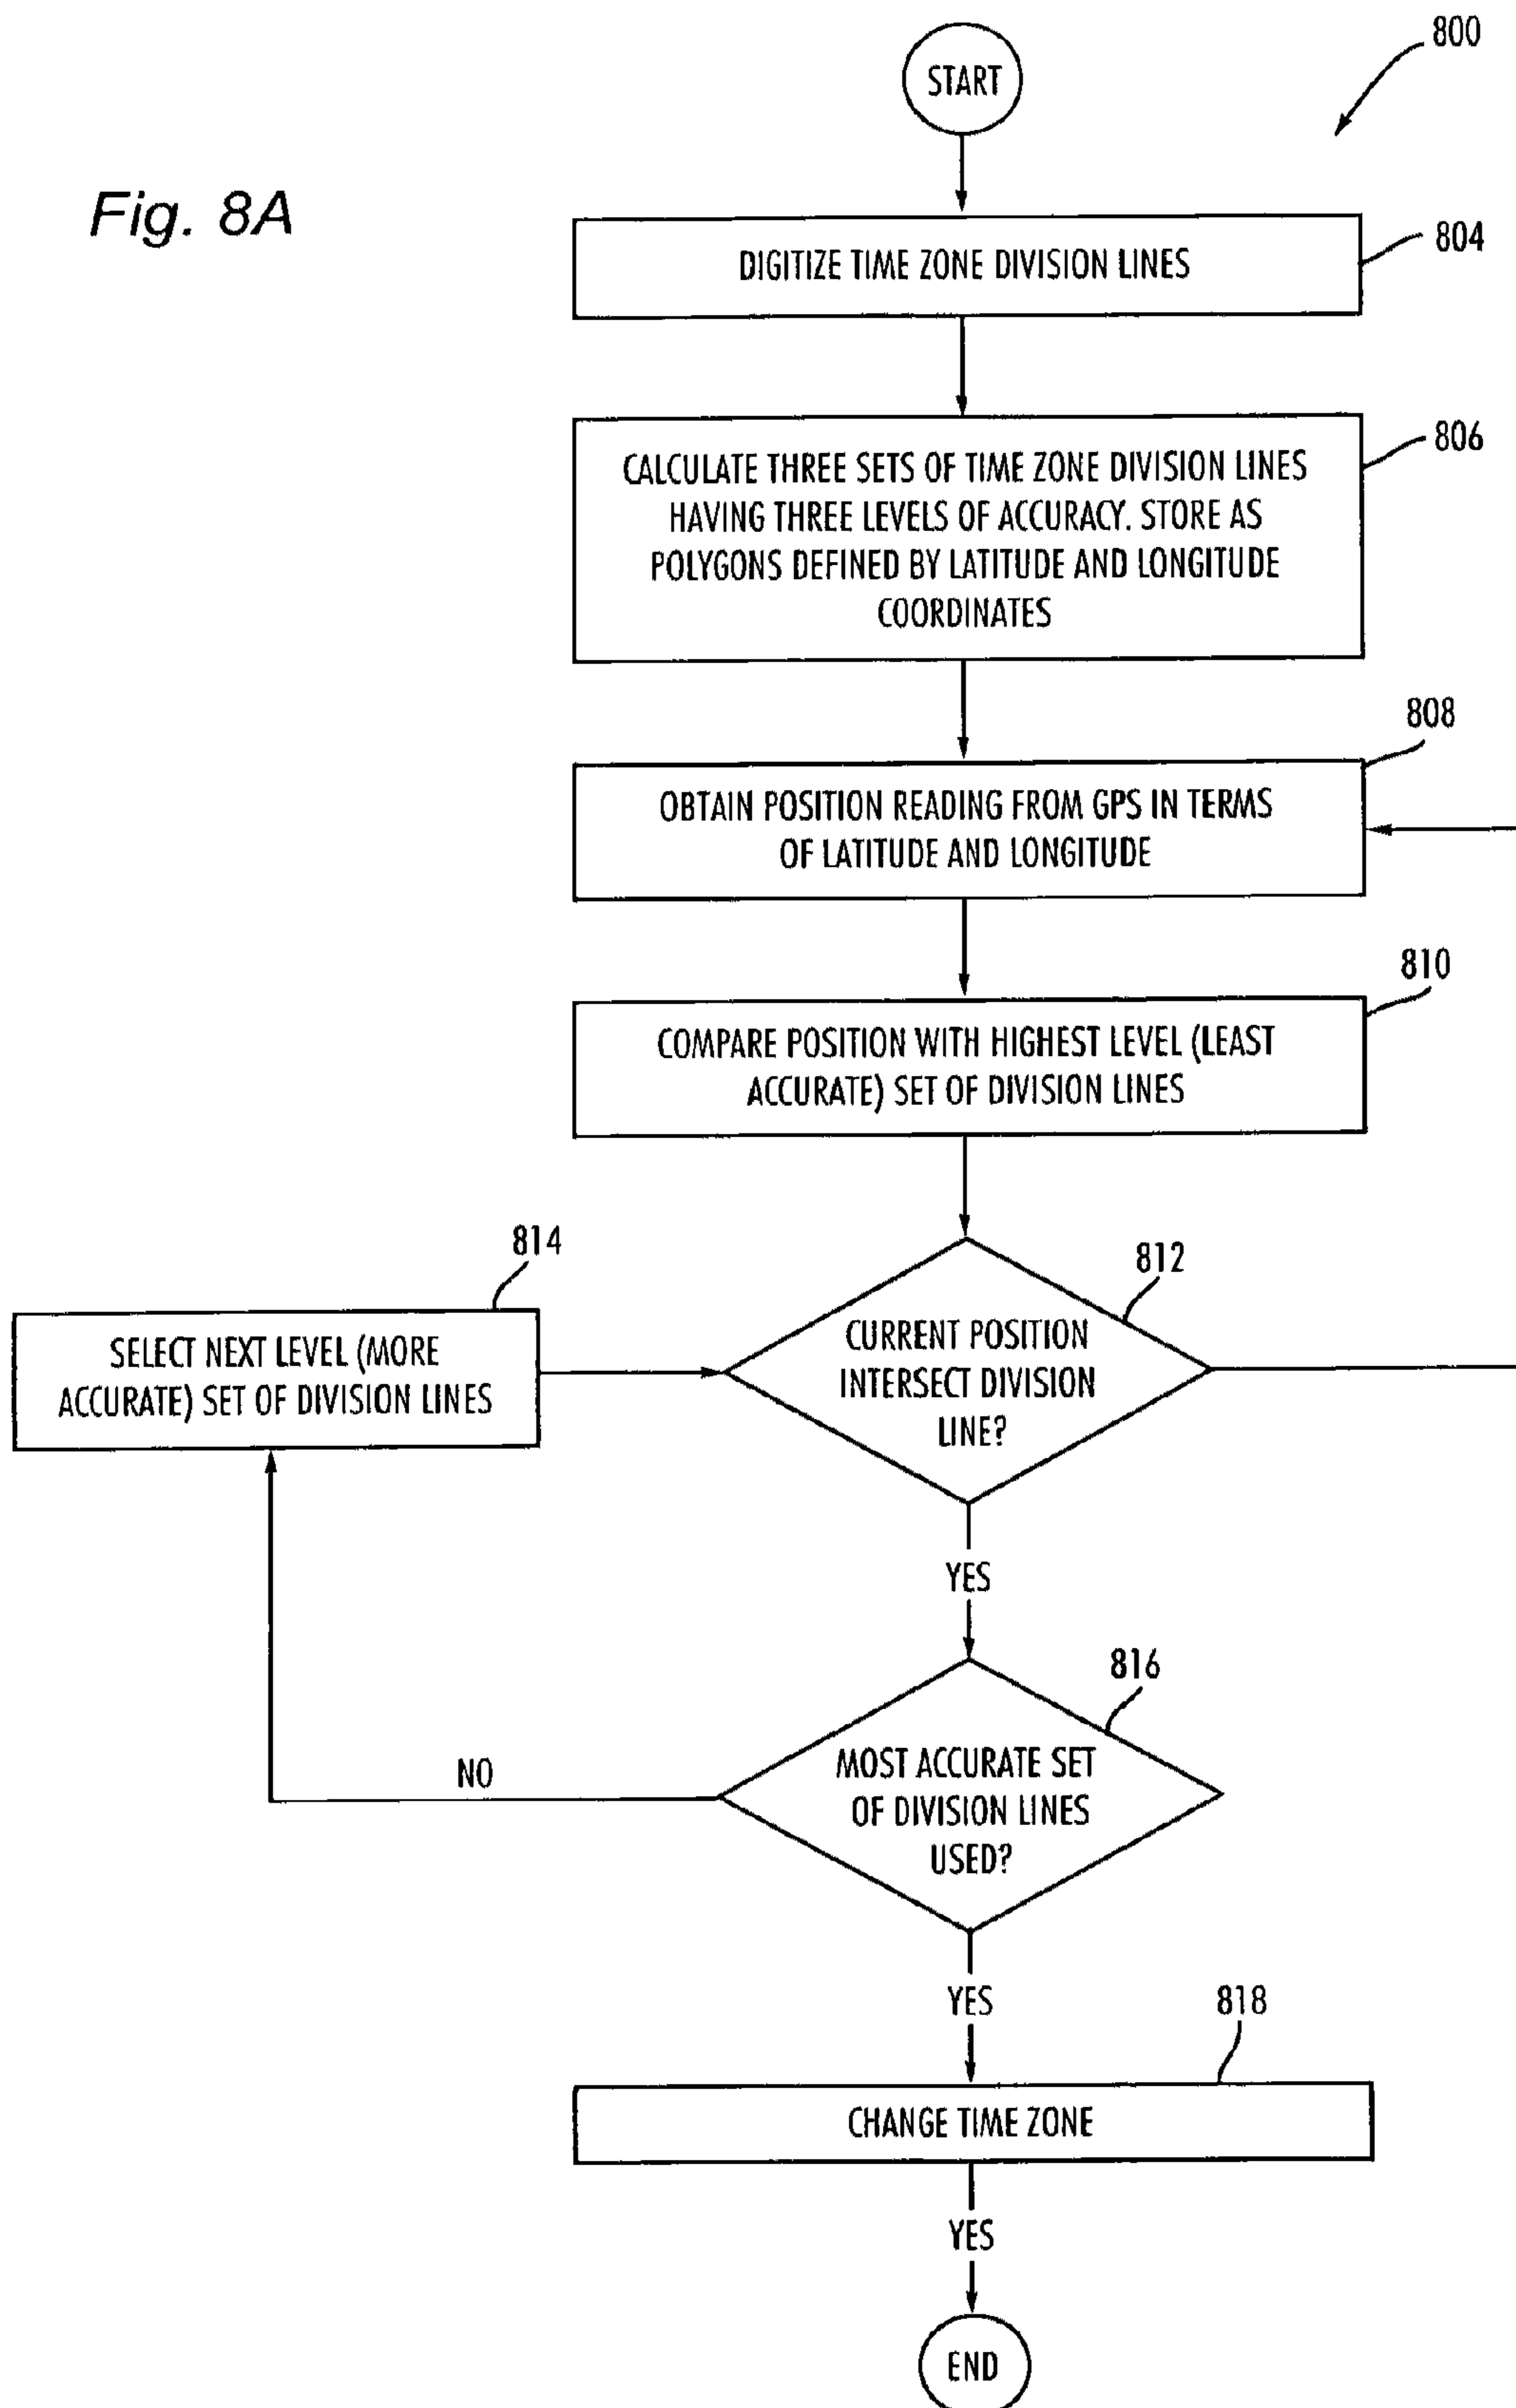 800
START
Fig. 8A
804
DIGITIZE TIME ZONE DIVISION LINES
806
CALCULATE THREE SETS OF TIME ZONE DIVISION LINES
HAVING THREE LEVELS OF ACCURACY. STORE AS
POLYGONS DEFINED BY LATITUDE AND LONGITUDE
COORDINATES
808
OBTAIN POSITION READING FROM GPS IN TERMS
OF LATITUDE AND LONGITUDE
810
COMPARE POSITION WITH HIGHEST LEVEL (LEAST
ACCURATE) SET OF DIVISION LINES
814
SELECT NEXT LEVEL (MORE
ACCURATE) SET OF DIVISION LINES
812
CURRENT POSITION
INTERSECT DIVISION
LINE?
YES
816
MOST ACCURATE SET
OF DIVISION LINES
USED?
NO
YES
818
CHANGE TIME ZONE
YES
END